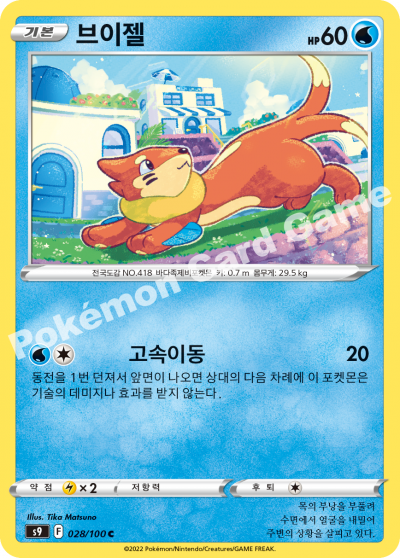 기본 브이젤 HP 60
전국도감 NO.418 바다족제비포켓몬 키: 0.7 m 몸무게: 29.5 kg
Pokémon Card Game
고속이동 20
동전을 1번 던져서 앞면이 나오면 상대의 다음 차례에 이 포켓몬은
기술의 데미지나 효과를 받지 않는다.
약점 ×2 저항력 후퇴
Illus. Tika Matsuno
s9 F 028/100 C
목의 부낭을 부풀려
수면에서 얼굴을 내밀어
주변의 상황을 살피고 있다.
©2022 Pokémon/Nintendo/Creatures/GAME FREAK.